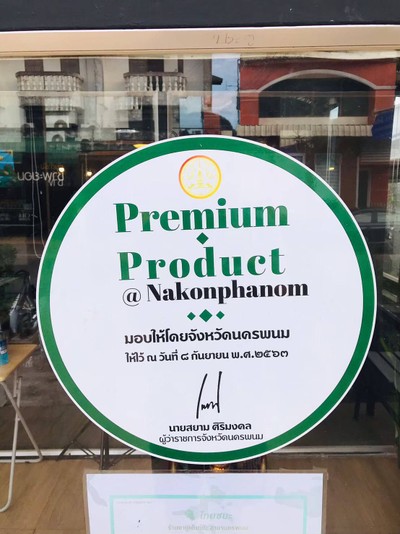 Premium
Product
@ Nakonphanom
มอบให้โดยจังหวัดนครพนม
ให้ไว้ ณ วันที่ ๘ กันยายน พ.ศ.๒๕๖๓
นายสยาม ศิริมงคล
ผู้ว่าราชการจังหวัดนครพนม